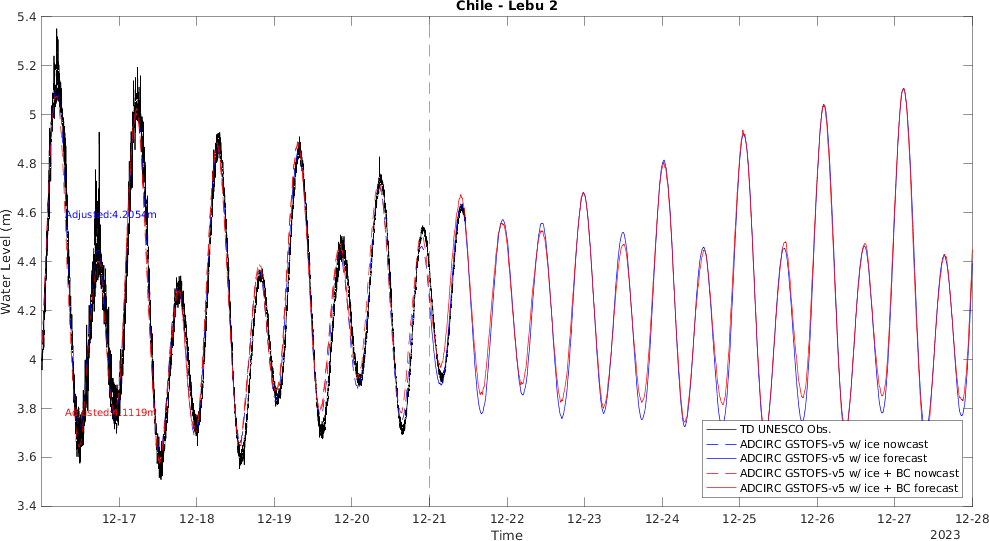 Chile - Lebu 2
5.4
5.2
5
4.8
4.6
4.4
4.2
4
3.8
3.6
3.4
Water Level (m)
Adjusted:4.2054m
Adjusted:4.1119m
TD UNESCO Obs.
ADCIRC GSTOFS-v5 w/ ice nowcast
ADCIRC GSTOFS-v5 w/ ice forecast
ADCIRC GSTOFS-v5 w/ ice + BC nowcast
ADCIRC GSTOFS-v5 w/ ice + BC forecast
12-17
12-18
12-19
12-20
12-21
12-22
12-23
12-24
12-25
12-26
12-27
12-28
Time
2023